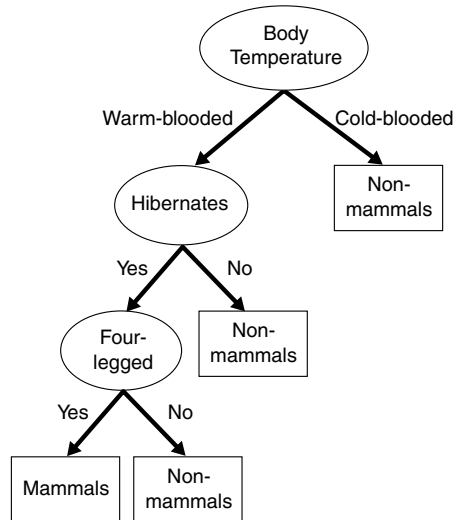 Body
Temperature
Warm-blooded
Cold-blooded
Hibernates
Non-
mammals
Yes
No
Four-
legged
Non-
mammals
Yes
No
Mammals
Non-
mammals